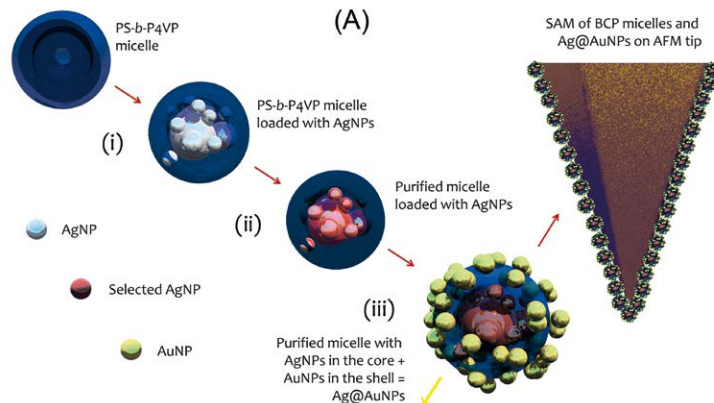 (A)
PS-b-P4VP
micelle
(i)
PS-b-P4VP micelle
loaded with AgNPs
(ii)
Purified micelle
loaded with AgNPs
(iii)
Purified micelle with
AgNPs in the core +
AuNPs in the shell =
Ag@AuNPs
SAM of BCP micelles and
Ag@AuNPs on AFM tip
AgNP
Selected AgNP
AuNP